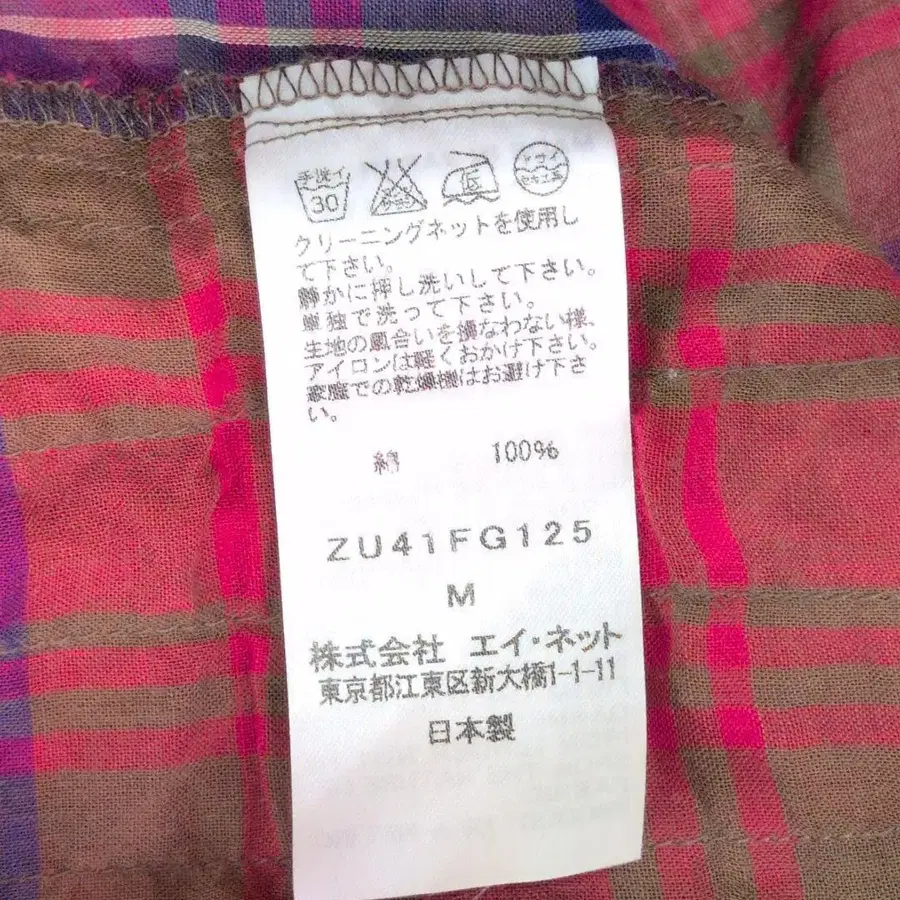 手洗イ
30
クリーニングネットを使用し
て下さい。
静かに押し洗いして下さい。
単独で洗って下さい。
生地の風合いを損なわない様、
アイロンは軽くおかけ下さい。
家庭での乾燥機はお避け下さ
い。
綿 100%
ZU41FG125
M
株式会社 エイ・ネット
東京都江東区新大橋1-1-11
日本製